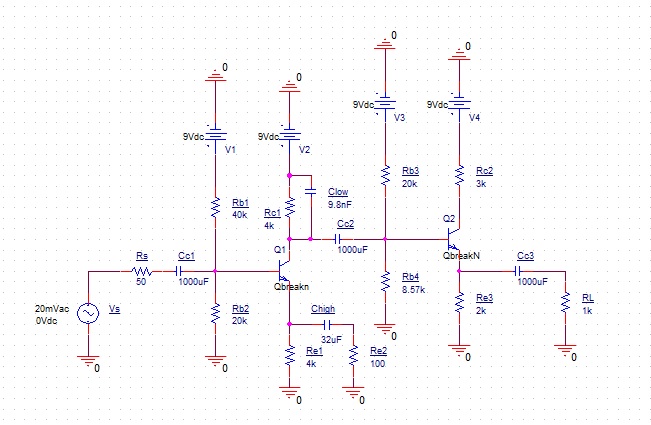 0
0
0
0
9Vdc
V3
9Vdc
V4
9Vdc
V1
9Vdc
V2
Rb3
20k
Rc2
3k
Clow
9.8nF
Rb1
40k
Rc1
4k
Cc2
1000uF
Q2
QbreakN
Q1
Qbreakn
Rs
50
Cc1
1000uF
Cc3
1000uF
Rb4
8.57k
Re3
2k
RL
1k
20mVac
0Vdc
Vs
Rb2
20k
Chigh
32uF
0
Re1
4k
Re2
100
0
0
0
0
0
0